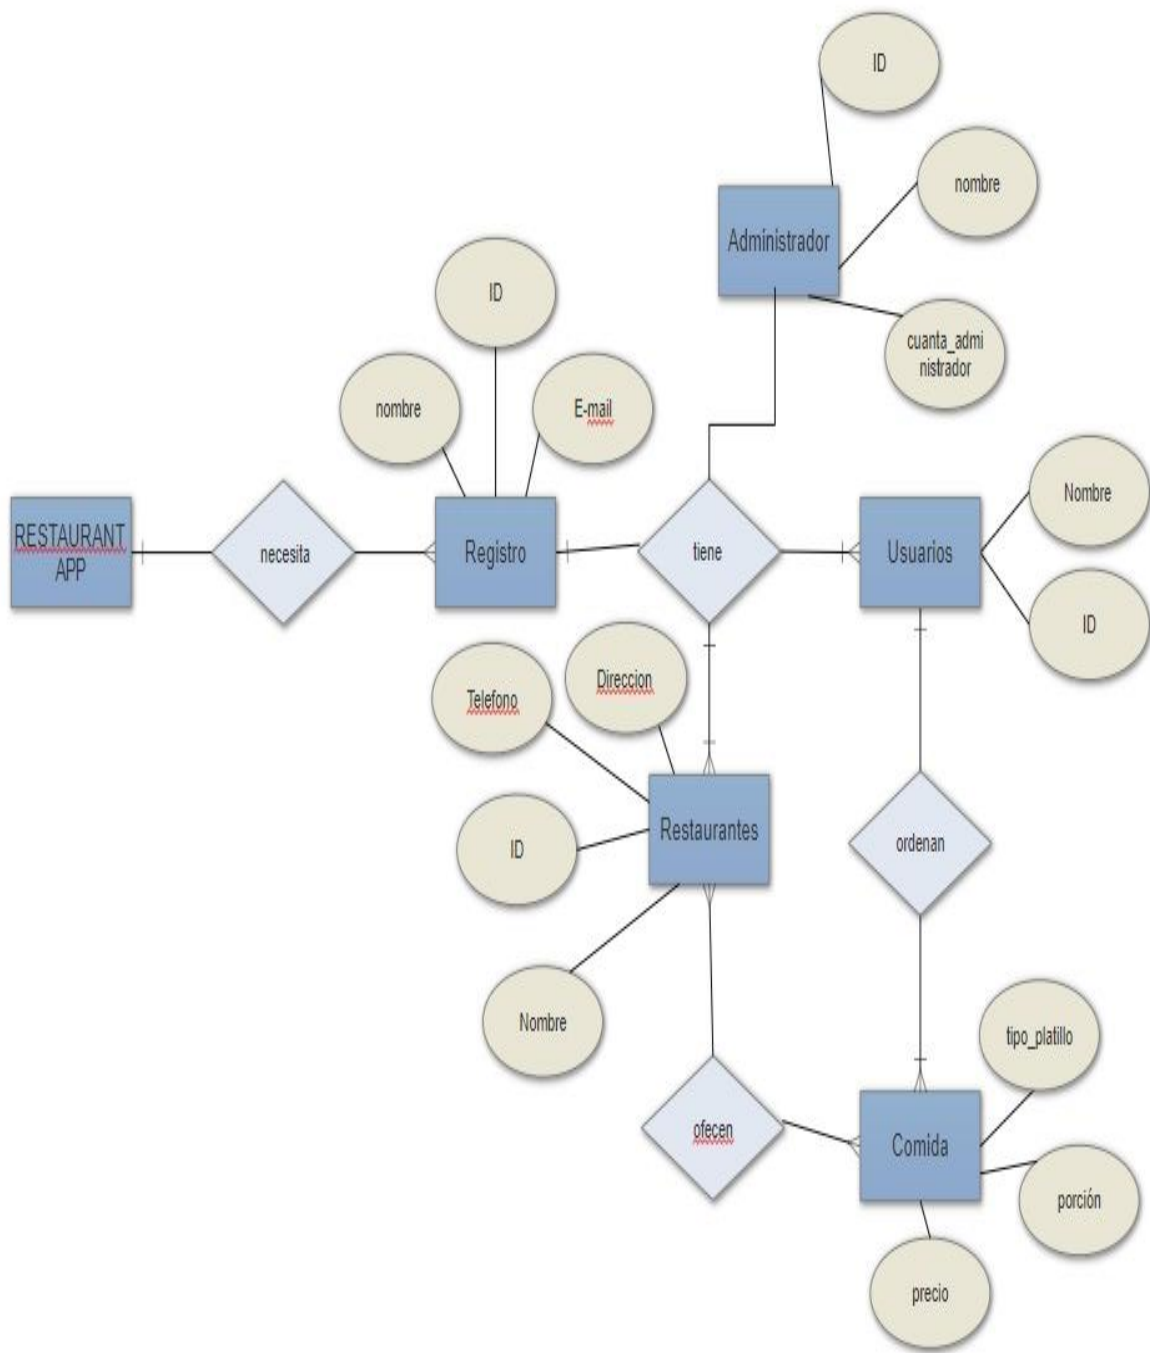 ID
nombre
Administrador
cuanta_admi
nistrador
ID
nombre
E-mail
RESTAURANT
APP
necesita
Registro
tiene
Usuarios
Nombre
ID
Telefono
Direccion
Restaurantes
ID
Nombre
ordenan
ofecen
tipo_platillo
Comida
porción
precio